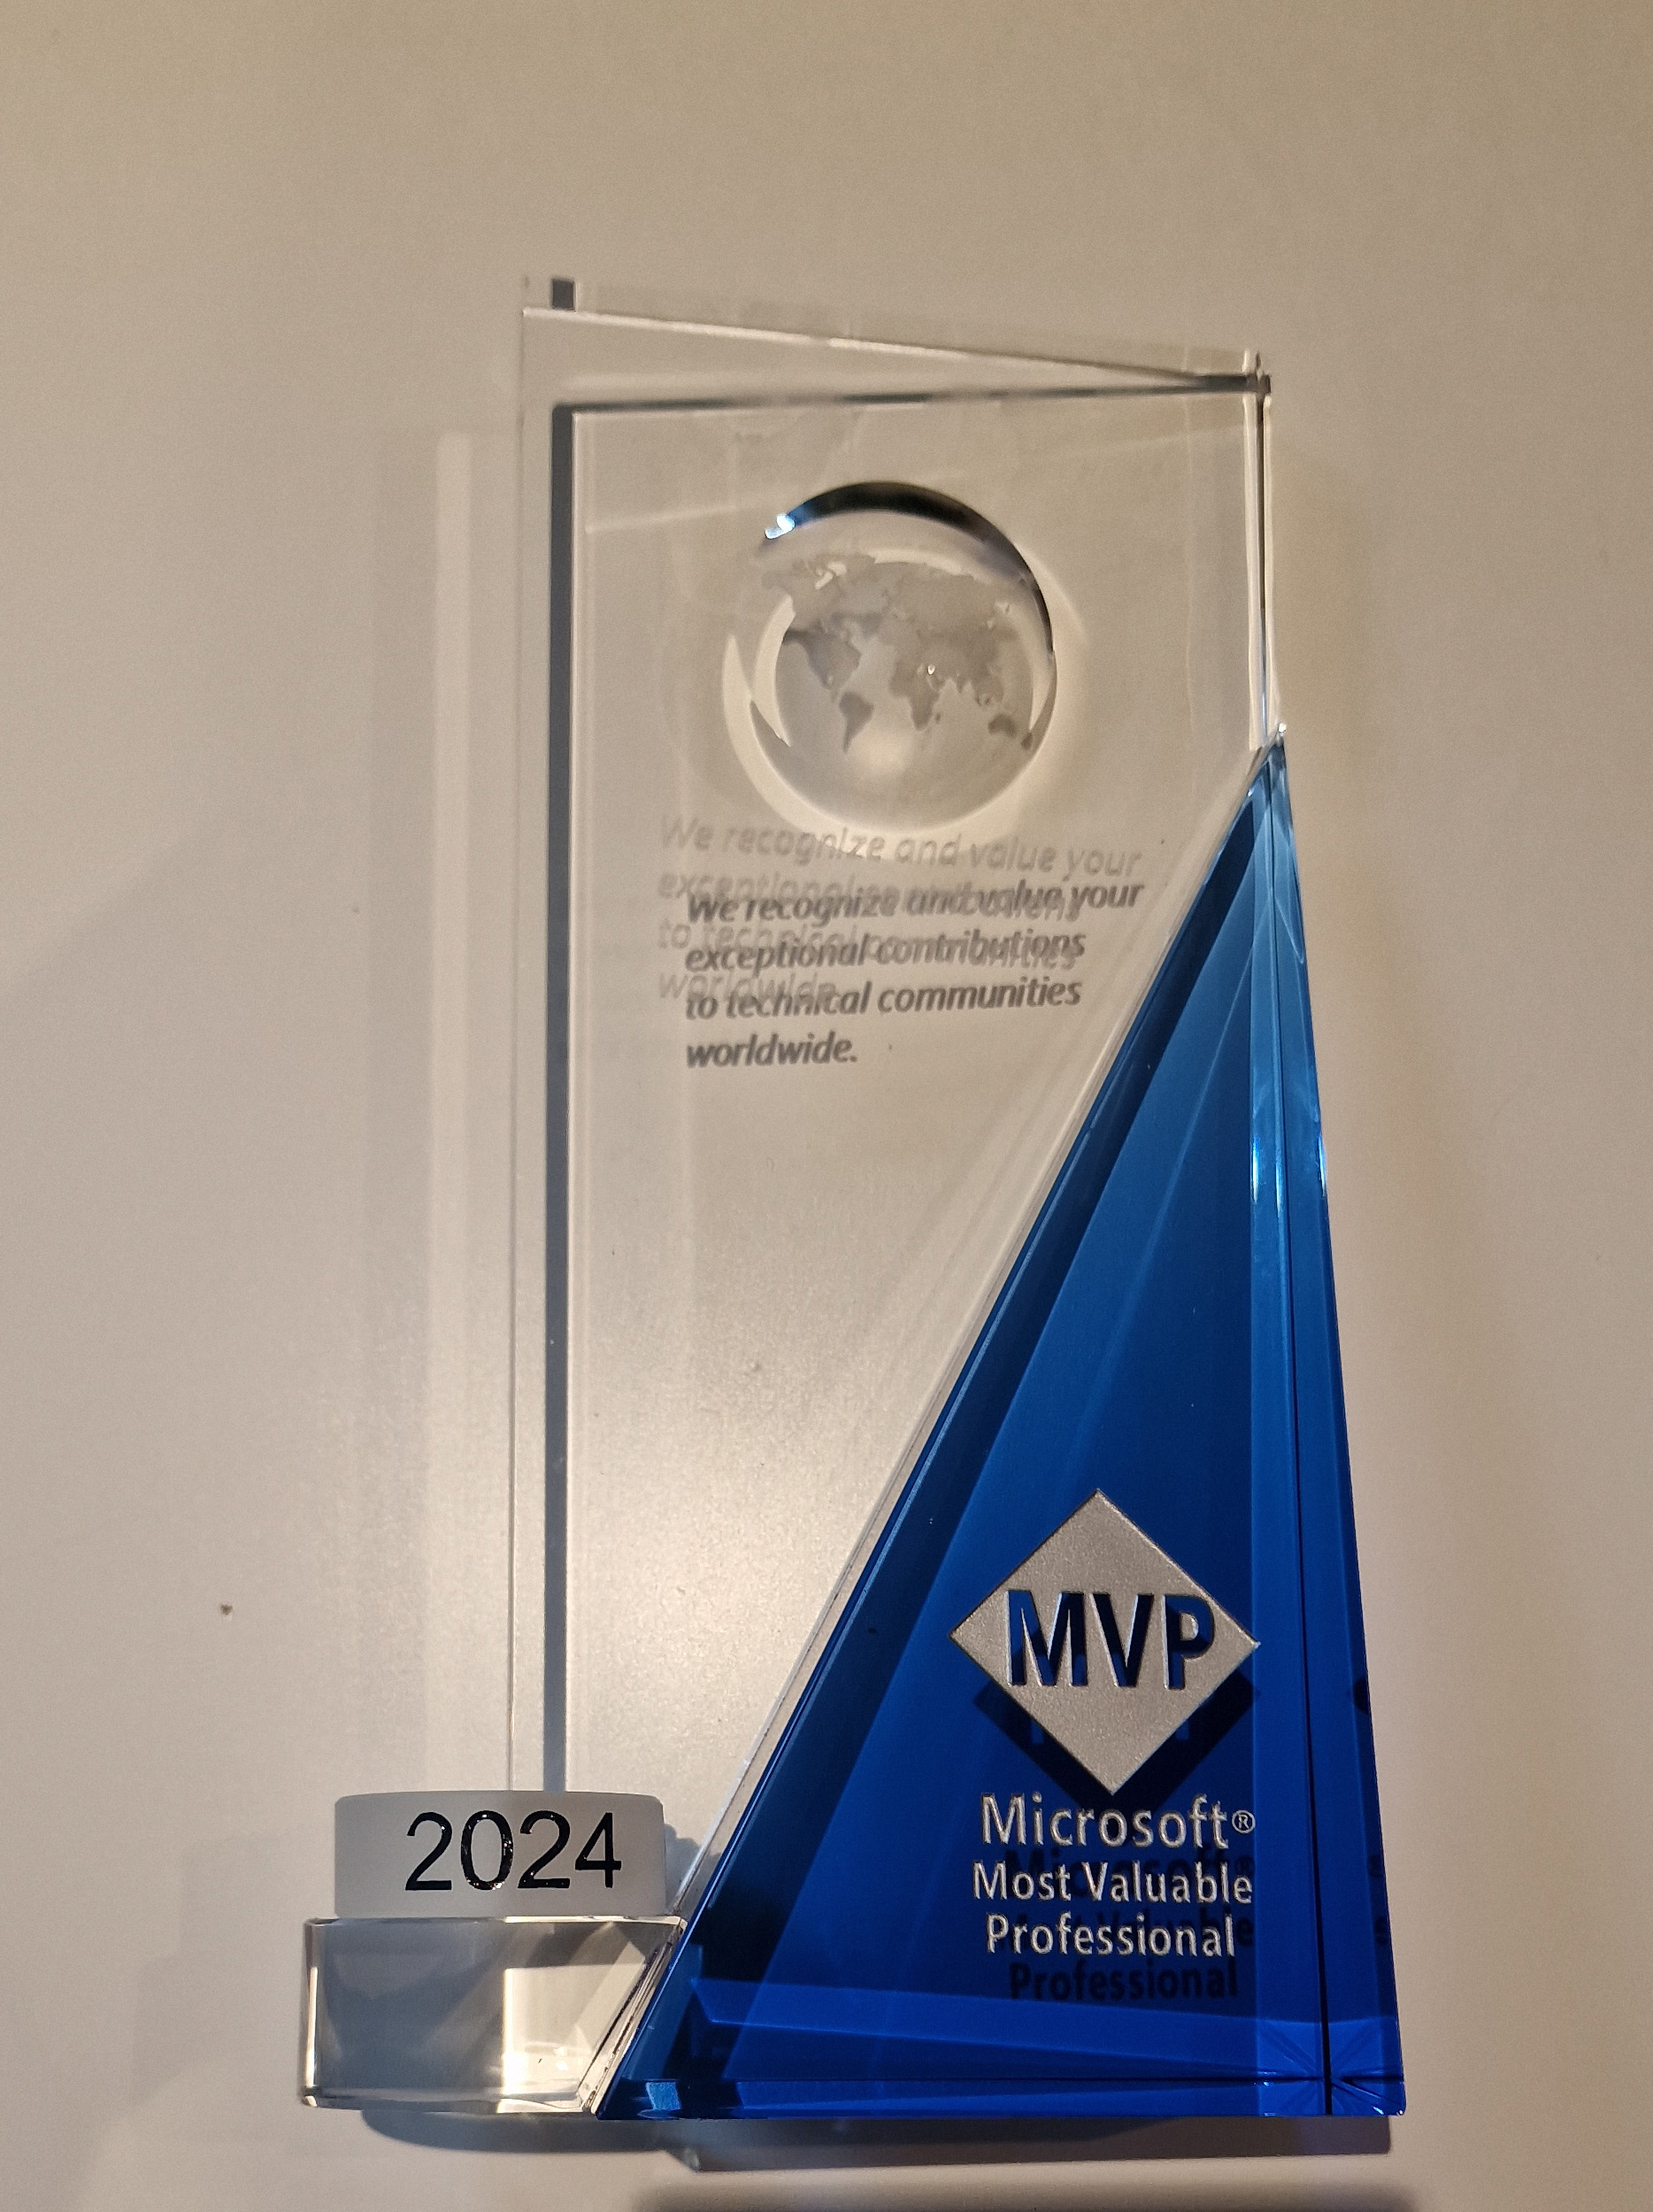 We recognize and value your
exceptional contributions
to technical communities
worldwide.
MVP
Microsoft®
Most Valuable
Professional
2024